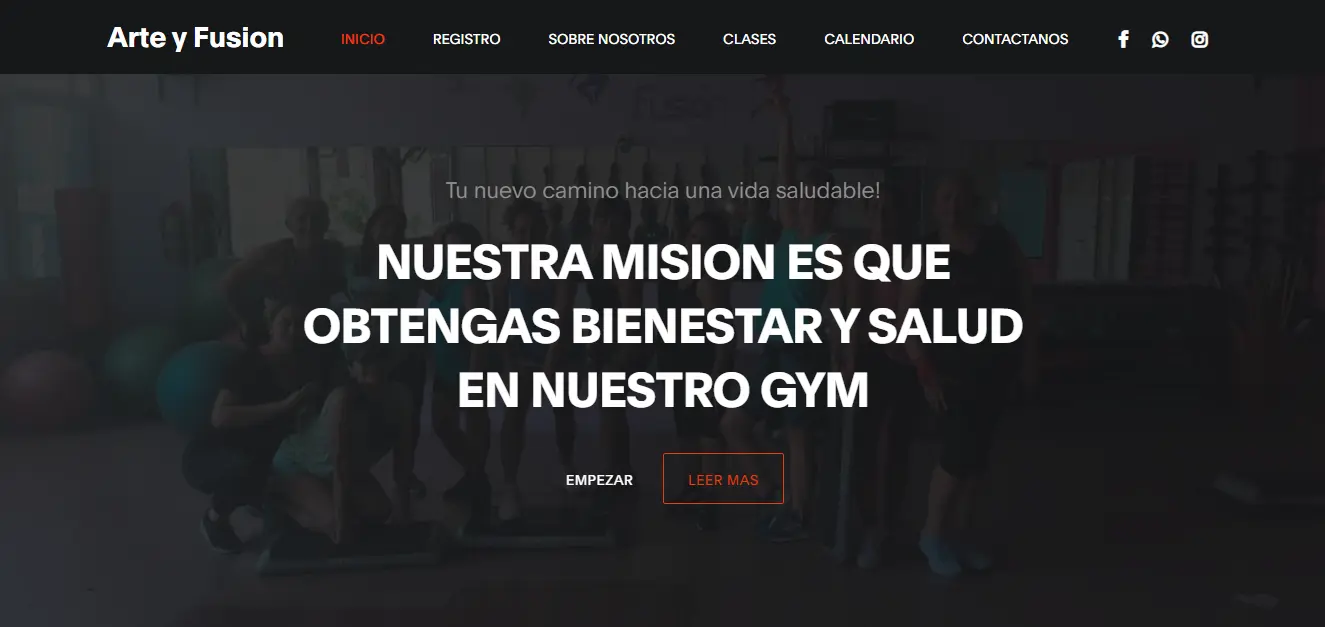 Arte y Fusion
INICIO
REGISTRO
SOBRE NOSOTROS
CLASES
CALENDARIO
CONTACTANOS
Fusion
Tu nuevo camino hacia una vida saludable!
NUESTRA MISION ES QUE
OBTENGAS BIENESTAR Y SALUD
EN NUESTRO GYM
EMPEZAR
LEER MAS